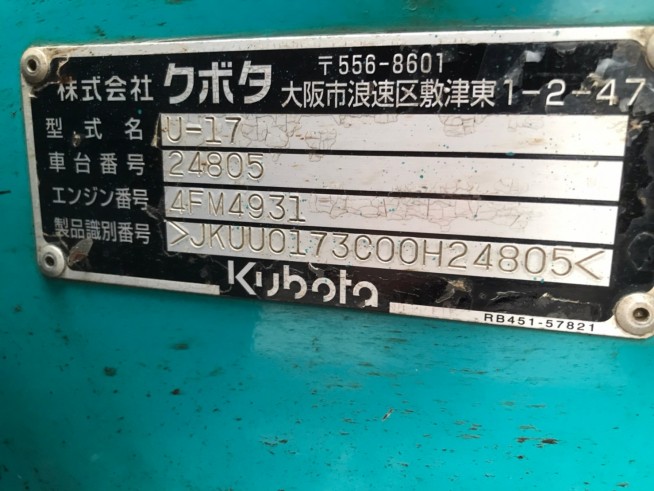 〒556-8601
株式会社 クボタ 大阪市浪速区敷津東1-2-47
型式名 U-17
車台番号 24805
エンジン番号 4FM4931
製品識別番号 >JKUU0173C00H24805<
Kubota
RB451-57821